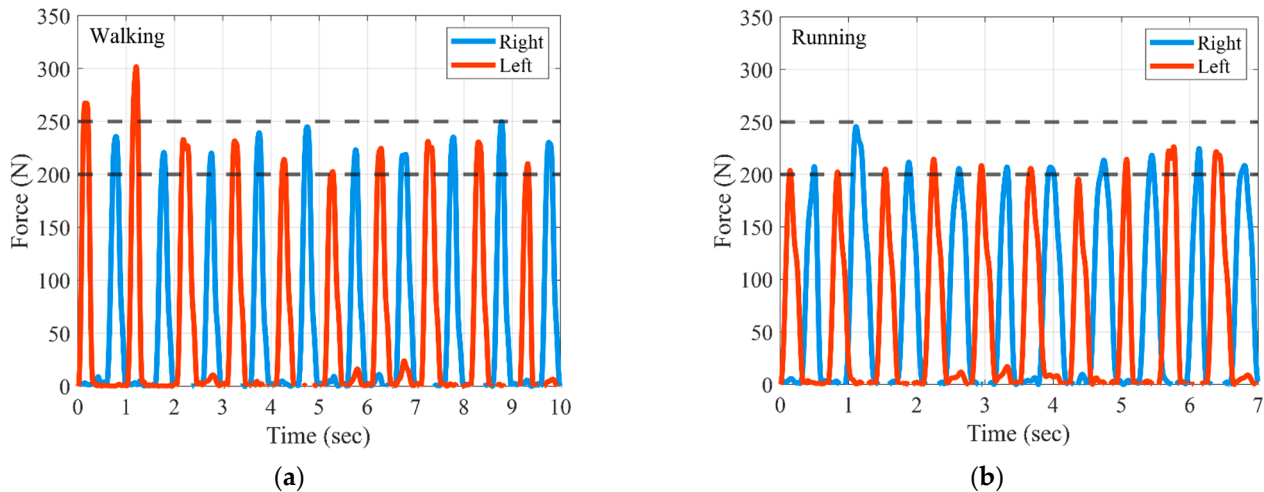 Walking
Right
Left
Force (N)
350
300
250
200
150
100
50
0
0 1 2 3 4 5 6 7 8 9 10
Time (sec)
(a)
Running
Right
Left
Force (N)
350
300
250
200
150
100
50
0
0 1 2 3 4 5 6 7
Time (sec)
(b)